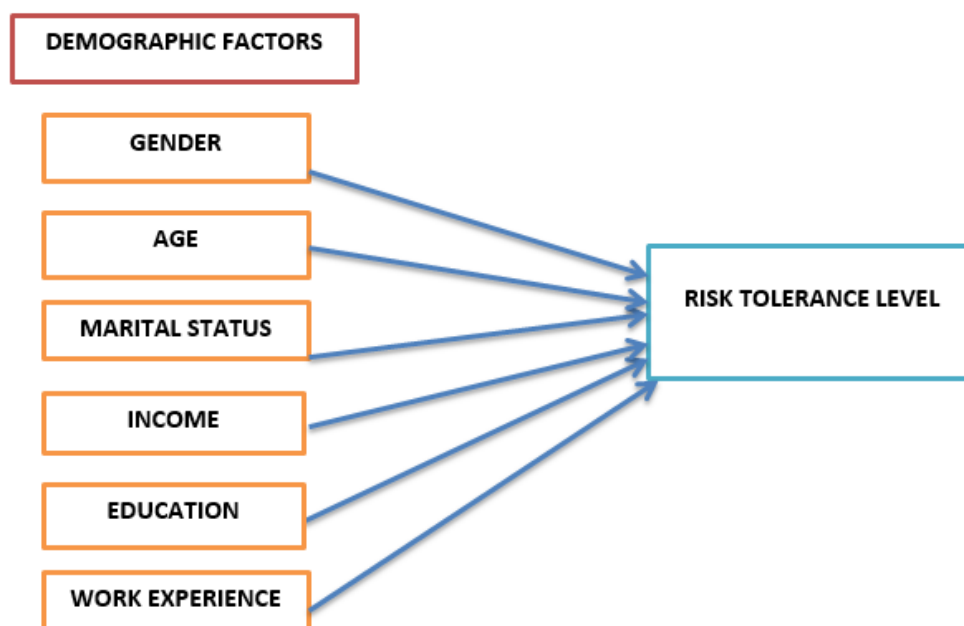 DEMOGRAPHIC FACTORS
GENDER
AGE
MARITAL STATUS
INCOME
EDUCATION
WORK EXPERIENCE
RISK TOLERANCE LEVEL